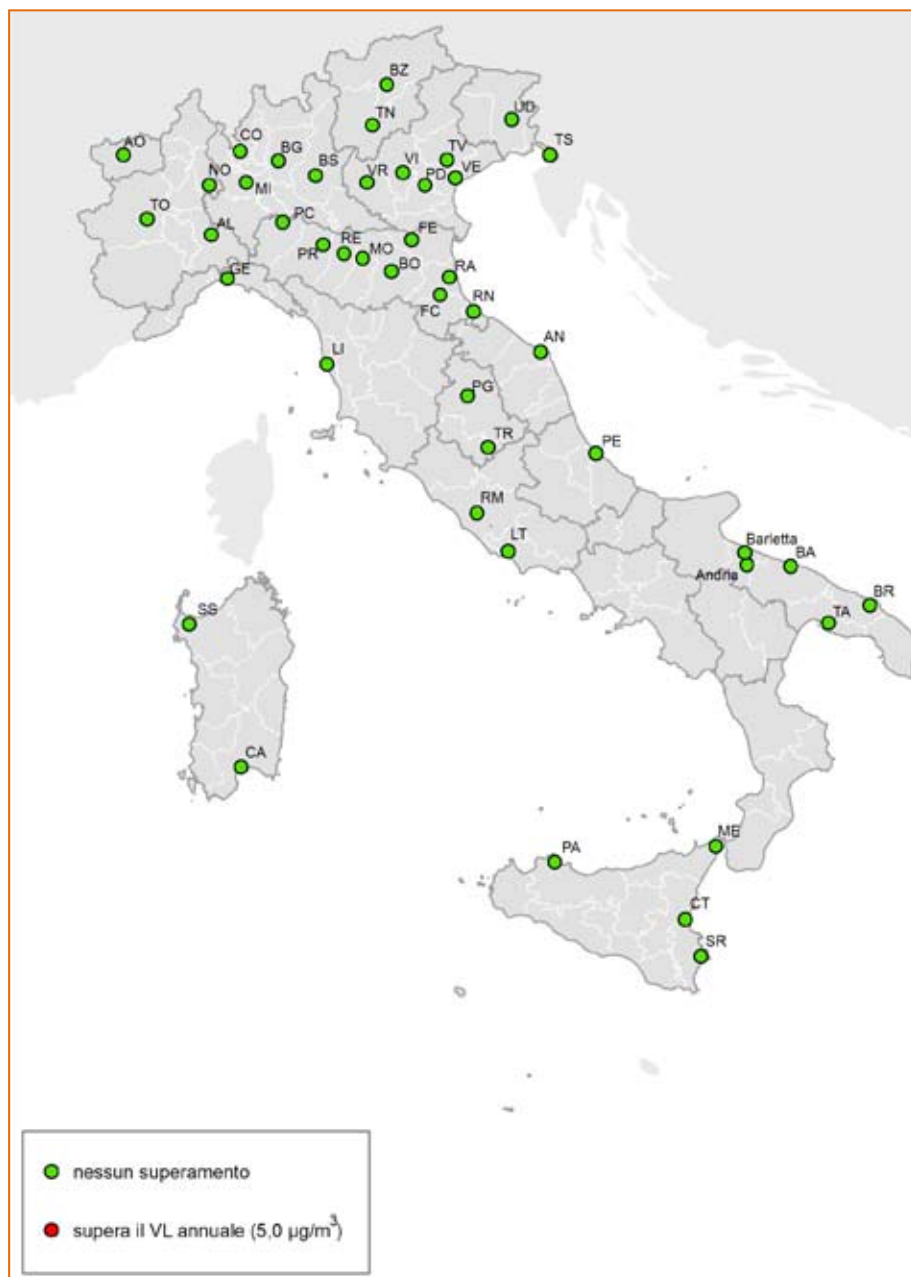 BZ
UD
TN
TS
CO
AO
BG
TV
BS
VI
VE
VR
NO
MI
PD
TO
PC
AL
FE
RE
MO
PR
BO
GE
RA
FC
RN
AN
LI
PG
TR
PE
RM
LT
Barletta
BA
Andria
BR
SS
TA
CA
ME
PA
CT
SR
nessun superamento
supera il VL annuale (5,0 µg/m³)